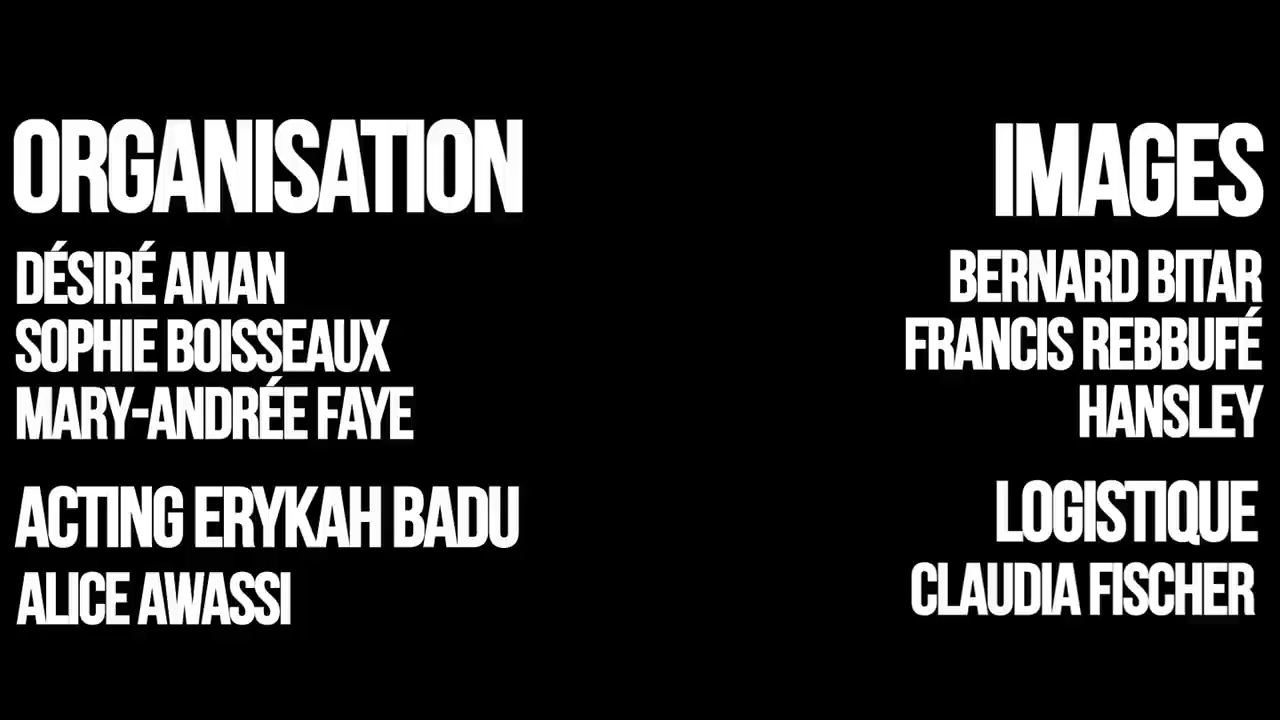 ORGANISATION
DÉSIRÉ AMAN
SOPHIE BOISSEAUX
MARY-ANDRÉE FAYE
ACTING ERYKAH BADU
ALICE AWASSI
IMAGES
BERNARD BITAR
FRANCIS REBBUFÉ
HANSLEY
LOGISTIQUE
CLAUDIA FISCHER